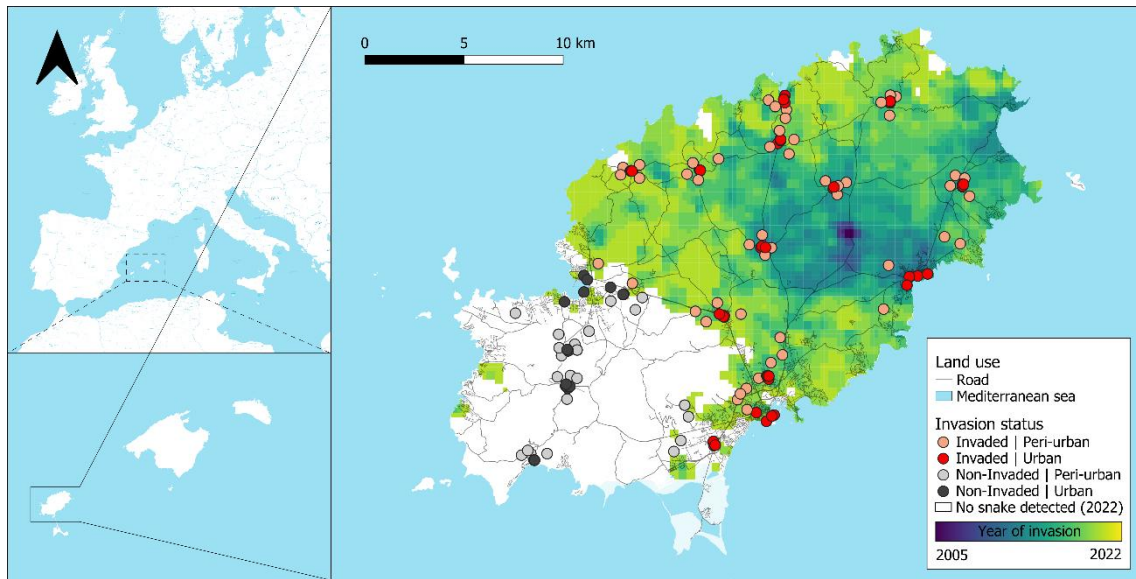 0 5 10 km
Land use
Road
Mediterranean sea
Invasion status
Invaded | Peri-urban
Invaded | Urban
Non-Invaded | Peri-urban
Non-Invaded | Urban
No snake detected (2022)
Year of invasion
2005 2022